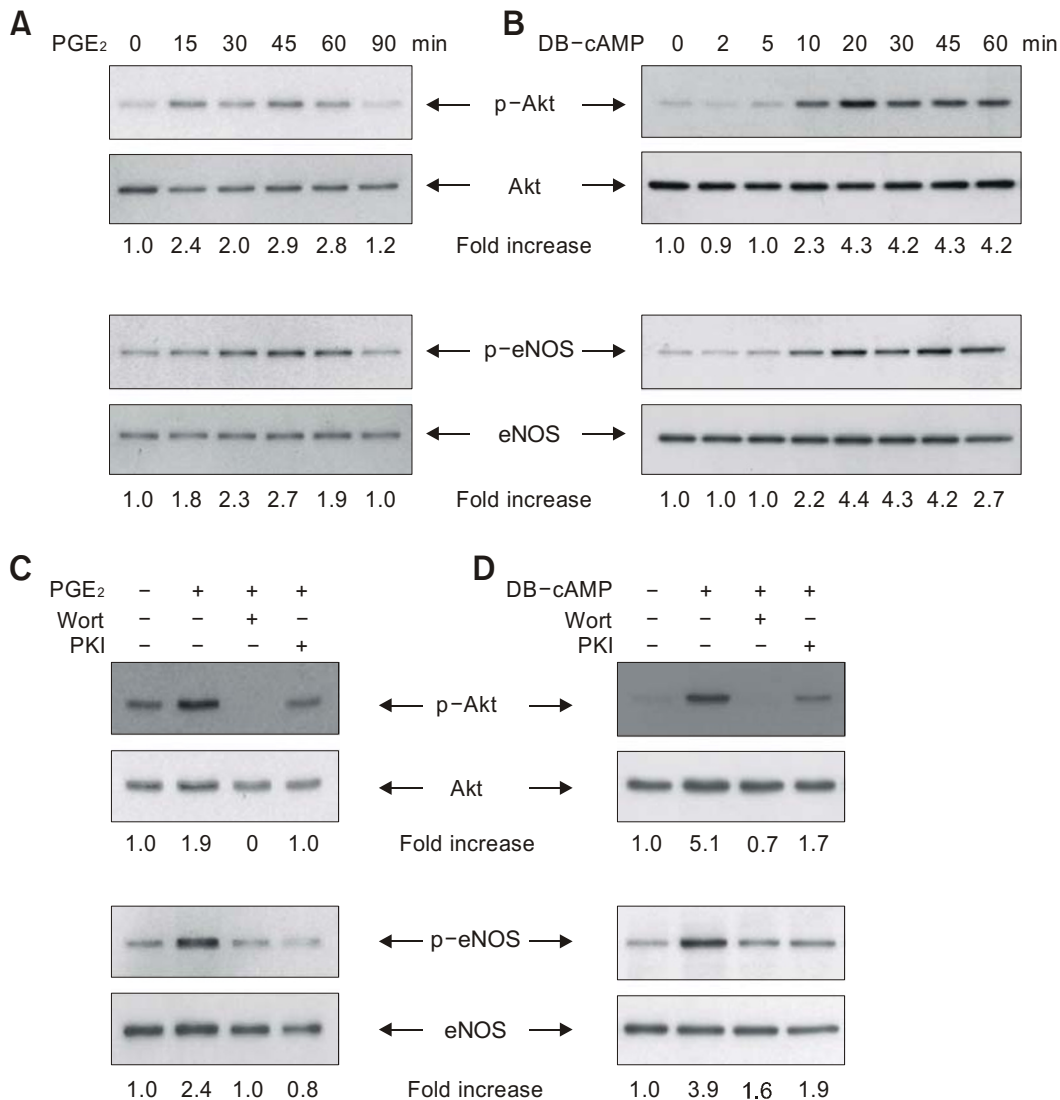 A B
PGE₂ 0 15 30 45 60 90 min DB-cAMP 0 2 5 10 20 30 45 60 min
p-Akt
Akt
1.0 2.4 2.0 2.9 2.8 1.2 Fold increase 1.0 0.9 1.0 2.3 4.3 4.2 4.3 4.2
p-eNOS
eNOS
1.0 1.8 2.3 2.7 1.9 1.0 Fold increase 1.0 1.0 1.0 2.2 4.4 4.3 4.2 2.7
C D
PGE₂ − + + + DB-cAMP − + + +
Wort − − + − Wort − − + −
PKI − − − + PKI − − − +
p-Akt
Akt
1.0 1.9 0 1.0 Fold increase 1.0 5.1 0.7 1.7
p-eNOS
eNOS
1.0 2.4 1.0 0.8 Fold increase 1.0 3.9 1.6 1.9